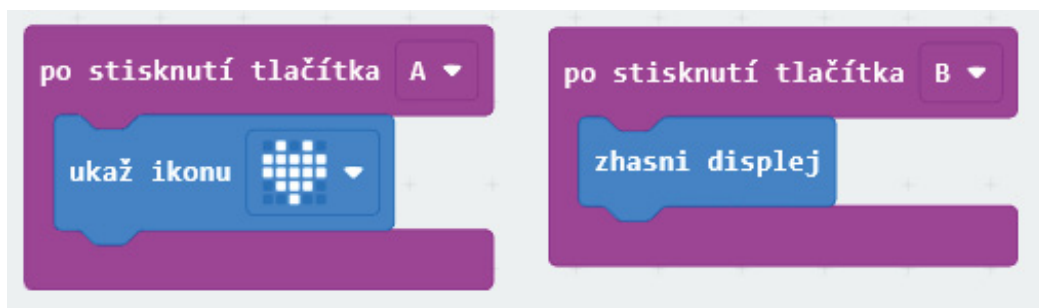 po stisknutí tlačítka A
ukaž ikonu
po stisknutí tlačítka B
zhasni displej